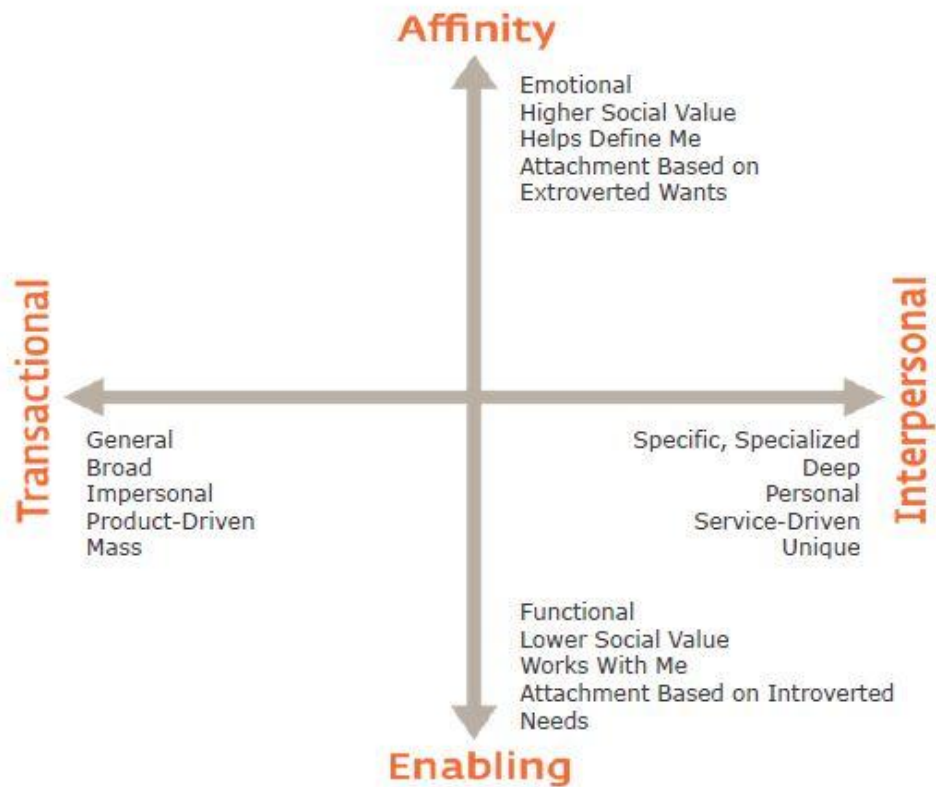 Affinity
Emotional
Higher Social Value
Helps Define Me
Attachment Based on
Extroverted Wants
Transactional
Interpersonal
General
Broad
Impersonal
Product-Driven
Mass
Specific, Specialized
Deep
Personal
Service-Driven
Unique
Functional
Lower Social Value
Works With Me
Attachment Based on Introverted
Needs
Enabling